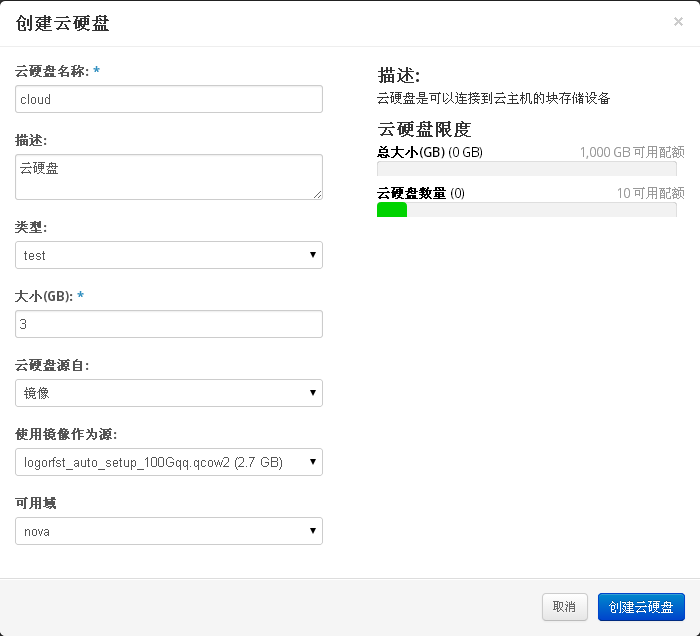 创建云硬盘
×
云硬盘名称: *
cloud
描述:
云硬盘
类型:
test
大小(GB): *
3
云硬盘源自:
镜像
使用镜像作为源:
logorfst_auto_setup_100Gqq.qcow2 (2.7 GB)
可用域
nova
描述:
云硬盘是可以连接到云主机的块存储设备
云硬盘限度
总大小(GB) (0 GB) 1,000 GB 可用配额
云硬盘数量 (0) 10 可用配额
取消 创建云硬盘